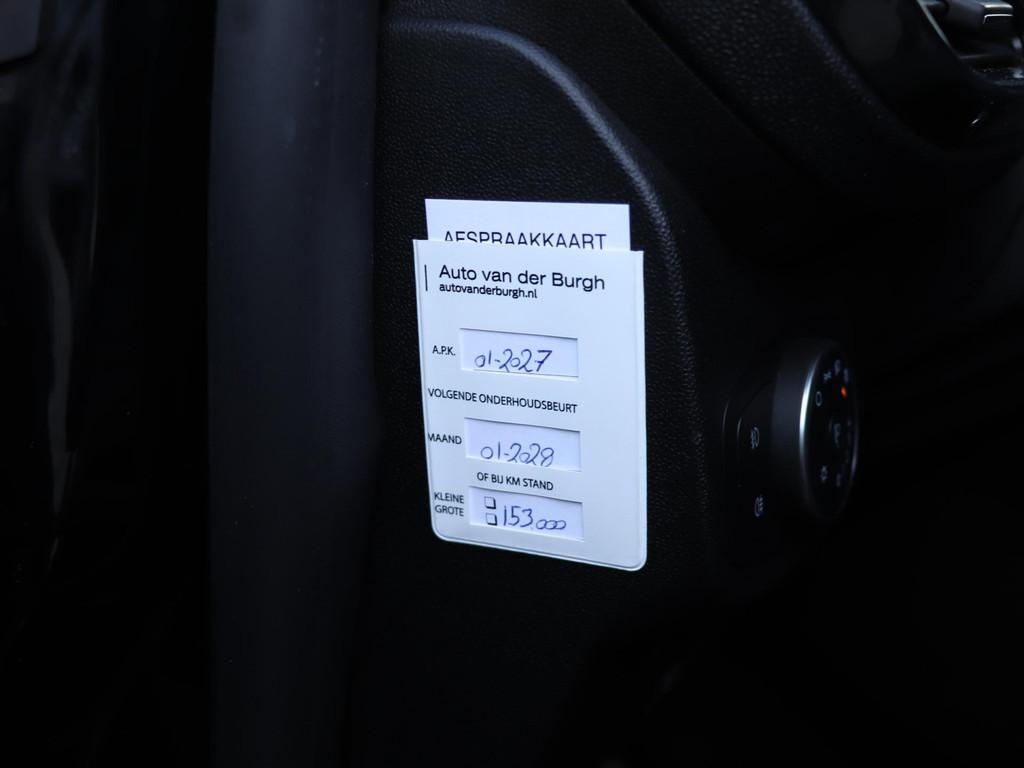 AFSPRAAKKAART
Auto van der Burgh
autovanderburgh.nl
A.P.K. 01-2027
VOLGENDE ONDERHOUDSBEURT
MAAND 01-2028
OF BIJ KM STAND
KLEINE
GROTE 153.000